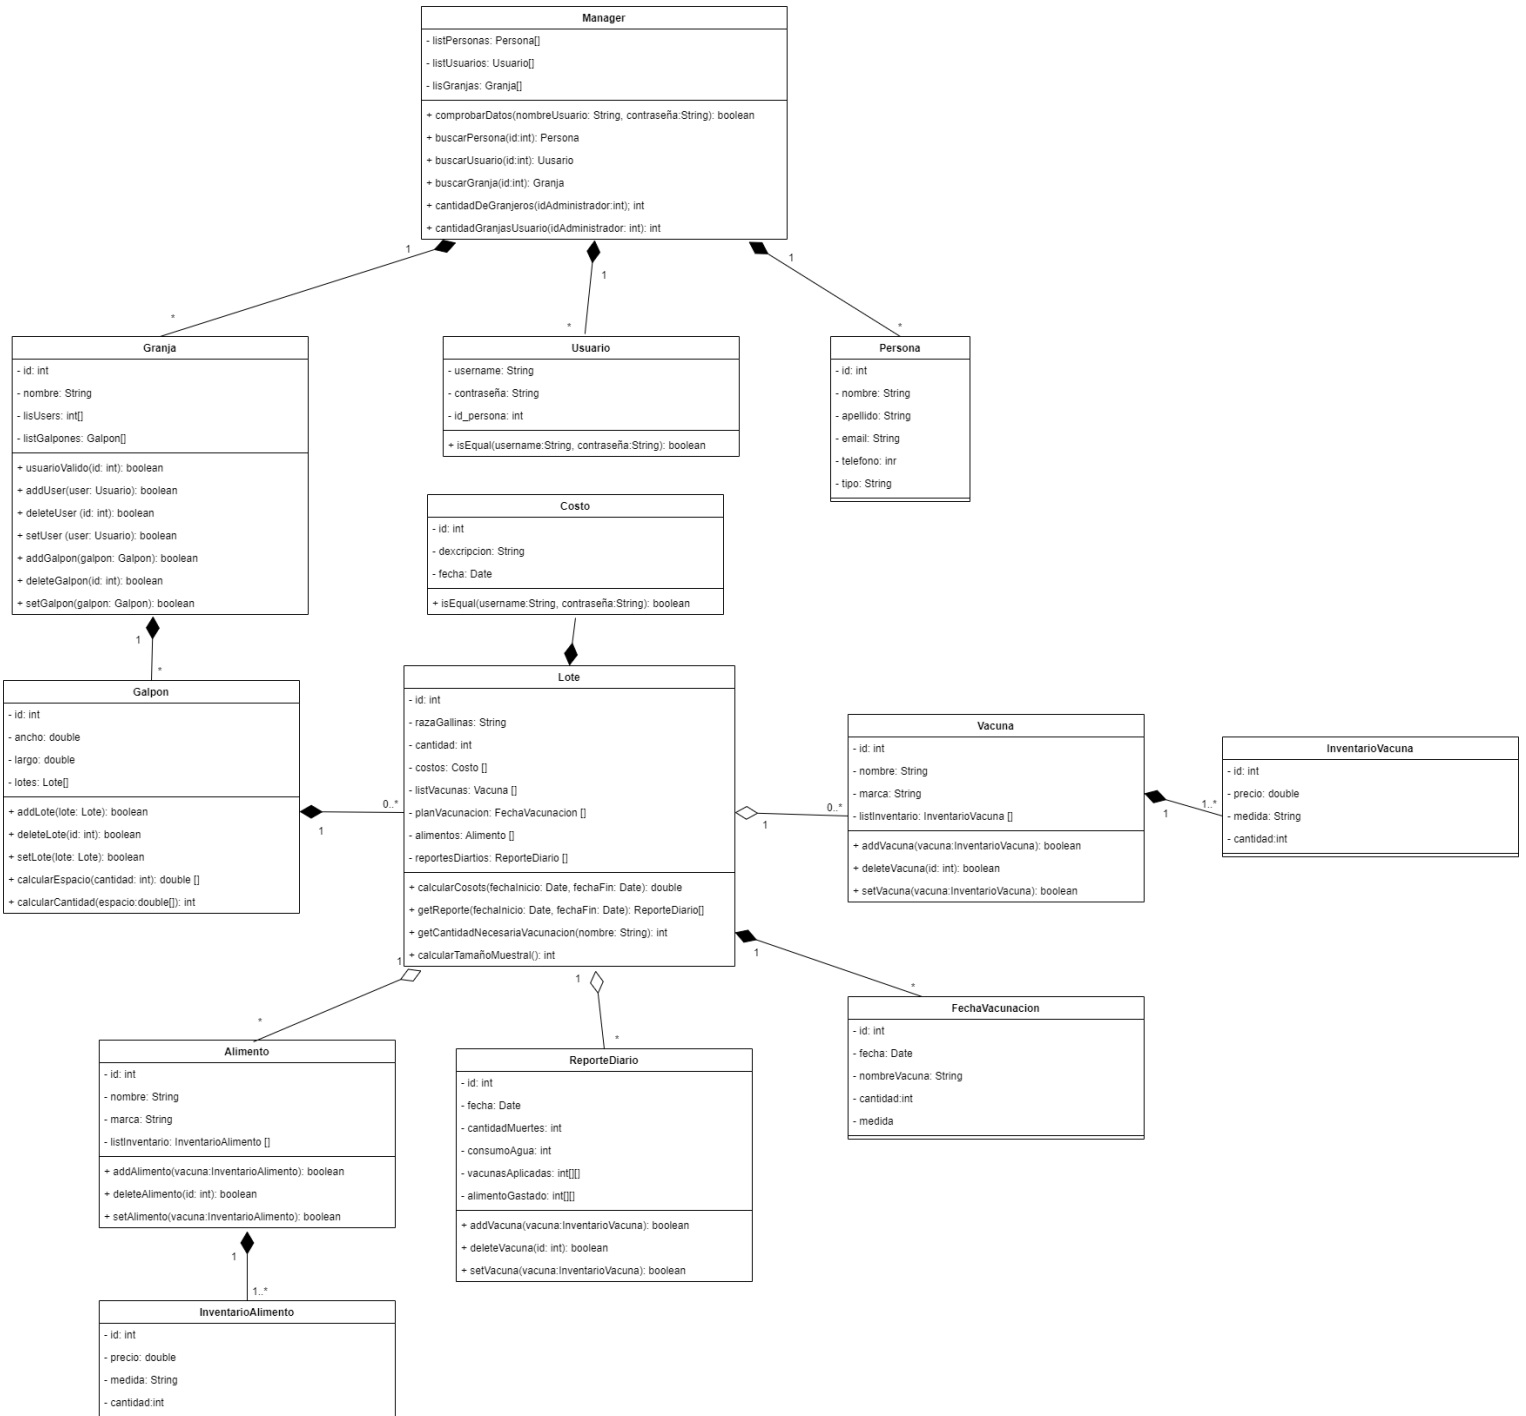 Manager
- listPersonas: Persona[]
- listUsuarios: Usuario[]
- lisGranjas: Granja[]
+ comprobarDatos(nombreUsuario: String, contraseña:String): boolean
+ buscarPersona(id:int): Persona
+ buscarUsuario(id:int): Uusario
+ buscarGranja(id:int): Granja
+ cantidadDeGranjeros(idAdministrador:int); int
+ cantidadGranjasUsuario(idAdministrador: int): int
1
1
1
*
*
*
Granja
- id: int
- nombre: String
- lisUsers: int[]
- listGalpones: Galpon[]
+ usuarioValido(id: int): boolean
+ addUser(user: Usuario): boolean
+ deleteUser (id: int): boolean
+ setUser (user: Usuario): boolean
+ addGalpon(galpon: Galpon): boolean
+ deleteGalpon(id: int): boolean
+ setGalpon(galpon: Galpon): boolean
Usuario
- username: String
- contraseña: String
- id_persona: int
+ isEqual(username:String, contraseña:String): boolean
Persona
- id: int
- nombre: String
- apellido: String
- email: String
- telefono: inr
- tipo: String
Costo
- id: int
- dexcripcion: String
- fecha: Date
+ isEqual(username:String, contraseña:String): boolean
1
*
Galpon
- id: int
- ancho: double
- largo: double
- lotes: Lote[]
+ addLote(lote: Lote): boolean
+ deleteLote(id: int): boolean
+ setLote(lote: Lote): boolean
+ calcularEspacio(cantidad: int): double []
+ calcularCantidad(espacio:double[]): int
1
0..*
Lote
- id: int
- razaGallinas: String
- cantidad: int
- costos: Costo []
- listVacunas: Vacuna []
- planVacunacion: FechaVacunacion []
- alimentos: Alimento []
- reportesDiartios: ReporteDiario []
+ calcularCosots(fechaInicio: Date, fechaFin: Date): double
+ getReporte(fechaInicio: Date, fechaFin: Date): ReporteDiario[]
+ getCantidadNecesariaVacunacion(nombre: String): int
+ calcularTamañoMuestral(): int
1
0..*
Vacuna
- id: int
- nombre: String
- marca: String
- listInventario: InventarioVacuna []
+ addVacuna(vacuna:InventarioVacuna): boolean
+ deleteVacuna(id: int): boolean
+ setVacuna(vacuna:InventarioVacuna): boolean
1
1..*
InventarioVacuna
- id: int
- precio: double
- medida: String
- cantidad:int
1
*
FechaVacunacion
- id: int
- fecha: Date
- nombreVacuna: String
- cantidad:int
- medida
1
*
Alimento
- id: int
- nombre: String
- marca: String
- listInventario: InventarioAlimento []
+ addAlimento(vacuna:InventarioAlimento): boolean
+ deleteAlimento(id: int): boolean
+ setAlimento(vacuna:InventarioAlimento): boolean
1
*
ReporteDiario
- id: int
- fecha: Date
- cantidadMuertes: int
- consumoAgua: int
- vacunasAplicadas: int[][]
- alimentoGastado: int[][]
+ addVacuna(vacuna:InventarioVacuna): boolean
+ deleteVacuna(id: int): boolean
+ setVacuna(vacuna:InventarioVacuna): boolean
1
1..*
InventarioAlimento
- id: int
- precio: double
- medida: String
- cantidad:int